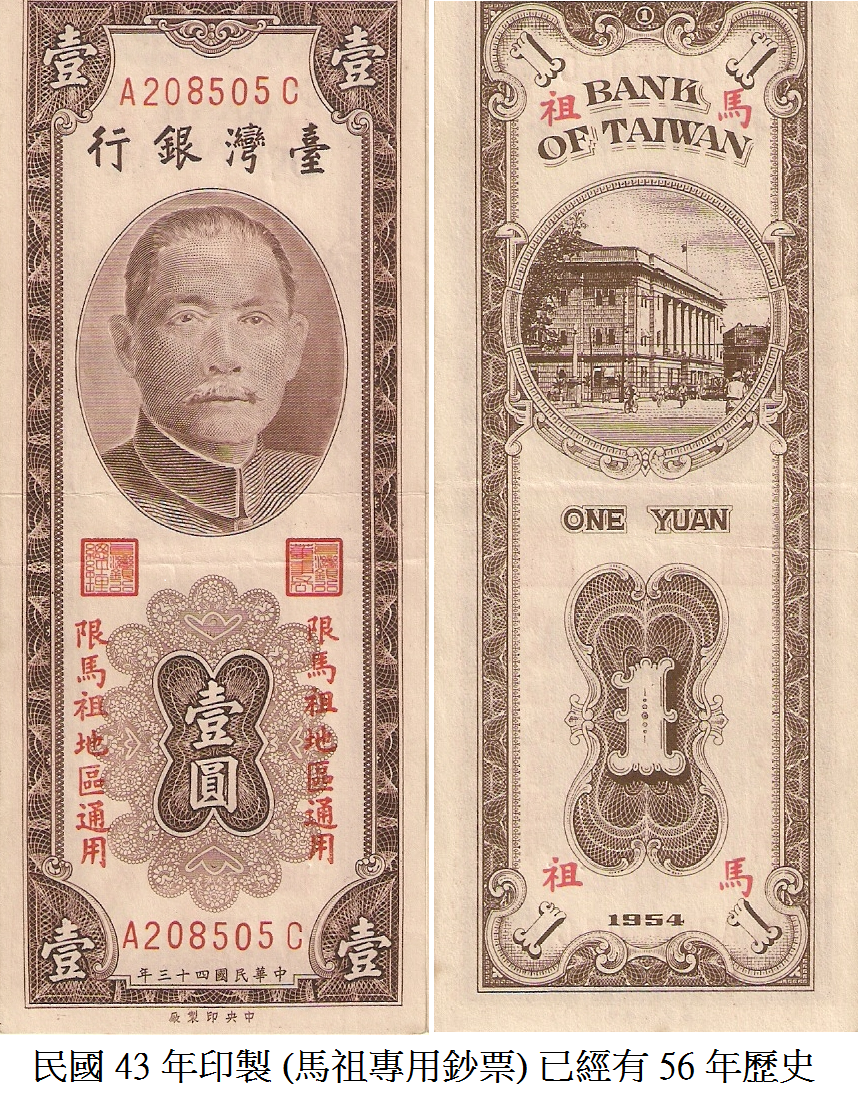 壹 壹
A208505C
行銀灣臺
限馬祖地區通用
限馬祖地區通用
壹圓
A208505C
壹 壹
年三十四國民華中
廠製印央中
1
1 1
祖 馬
BANK
OF TAIWAN
ONE YUAN
1
祖 馬
1954
1 1
民國 43 年印製 (馬祖專用鈔票) 已經有 56 年歷史